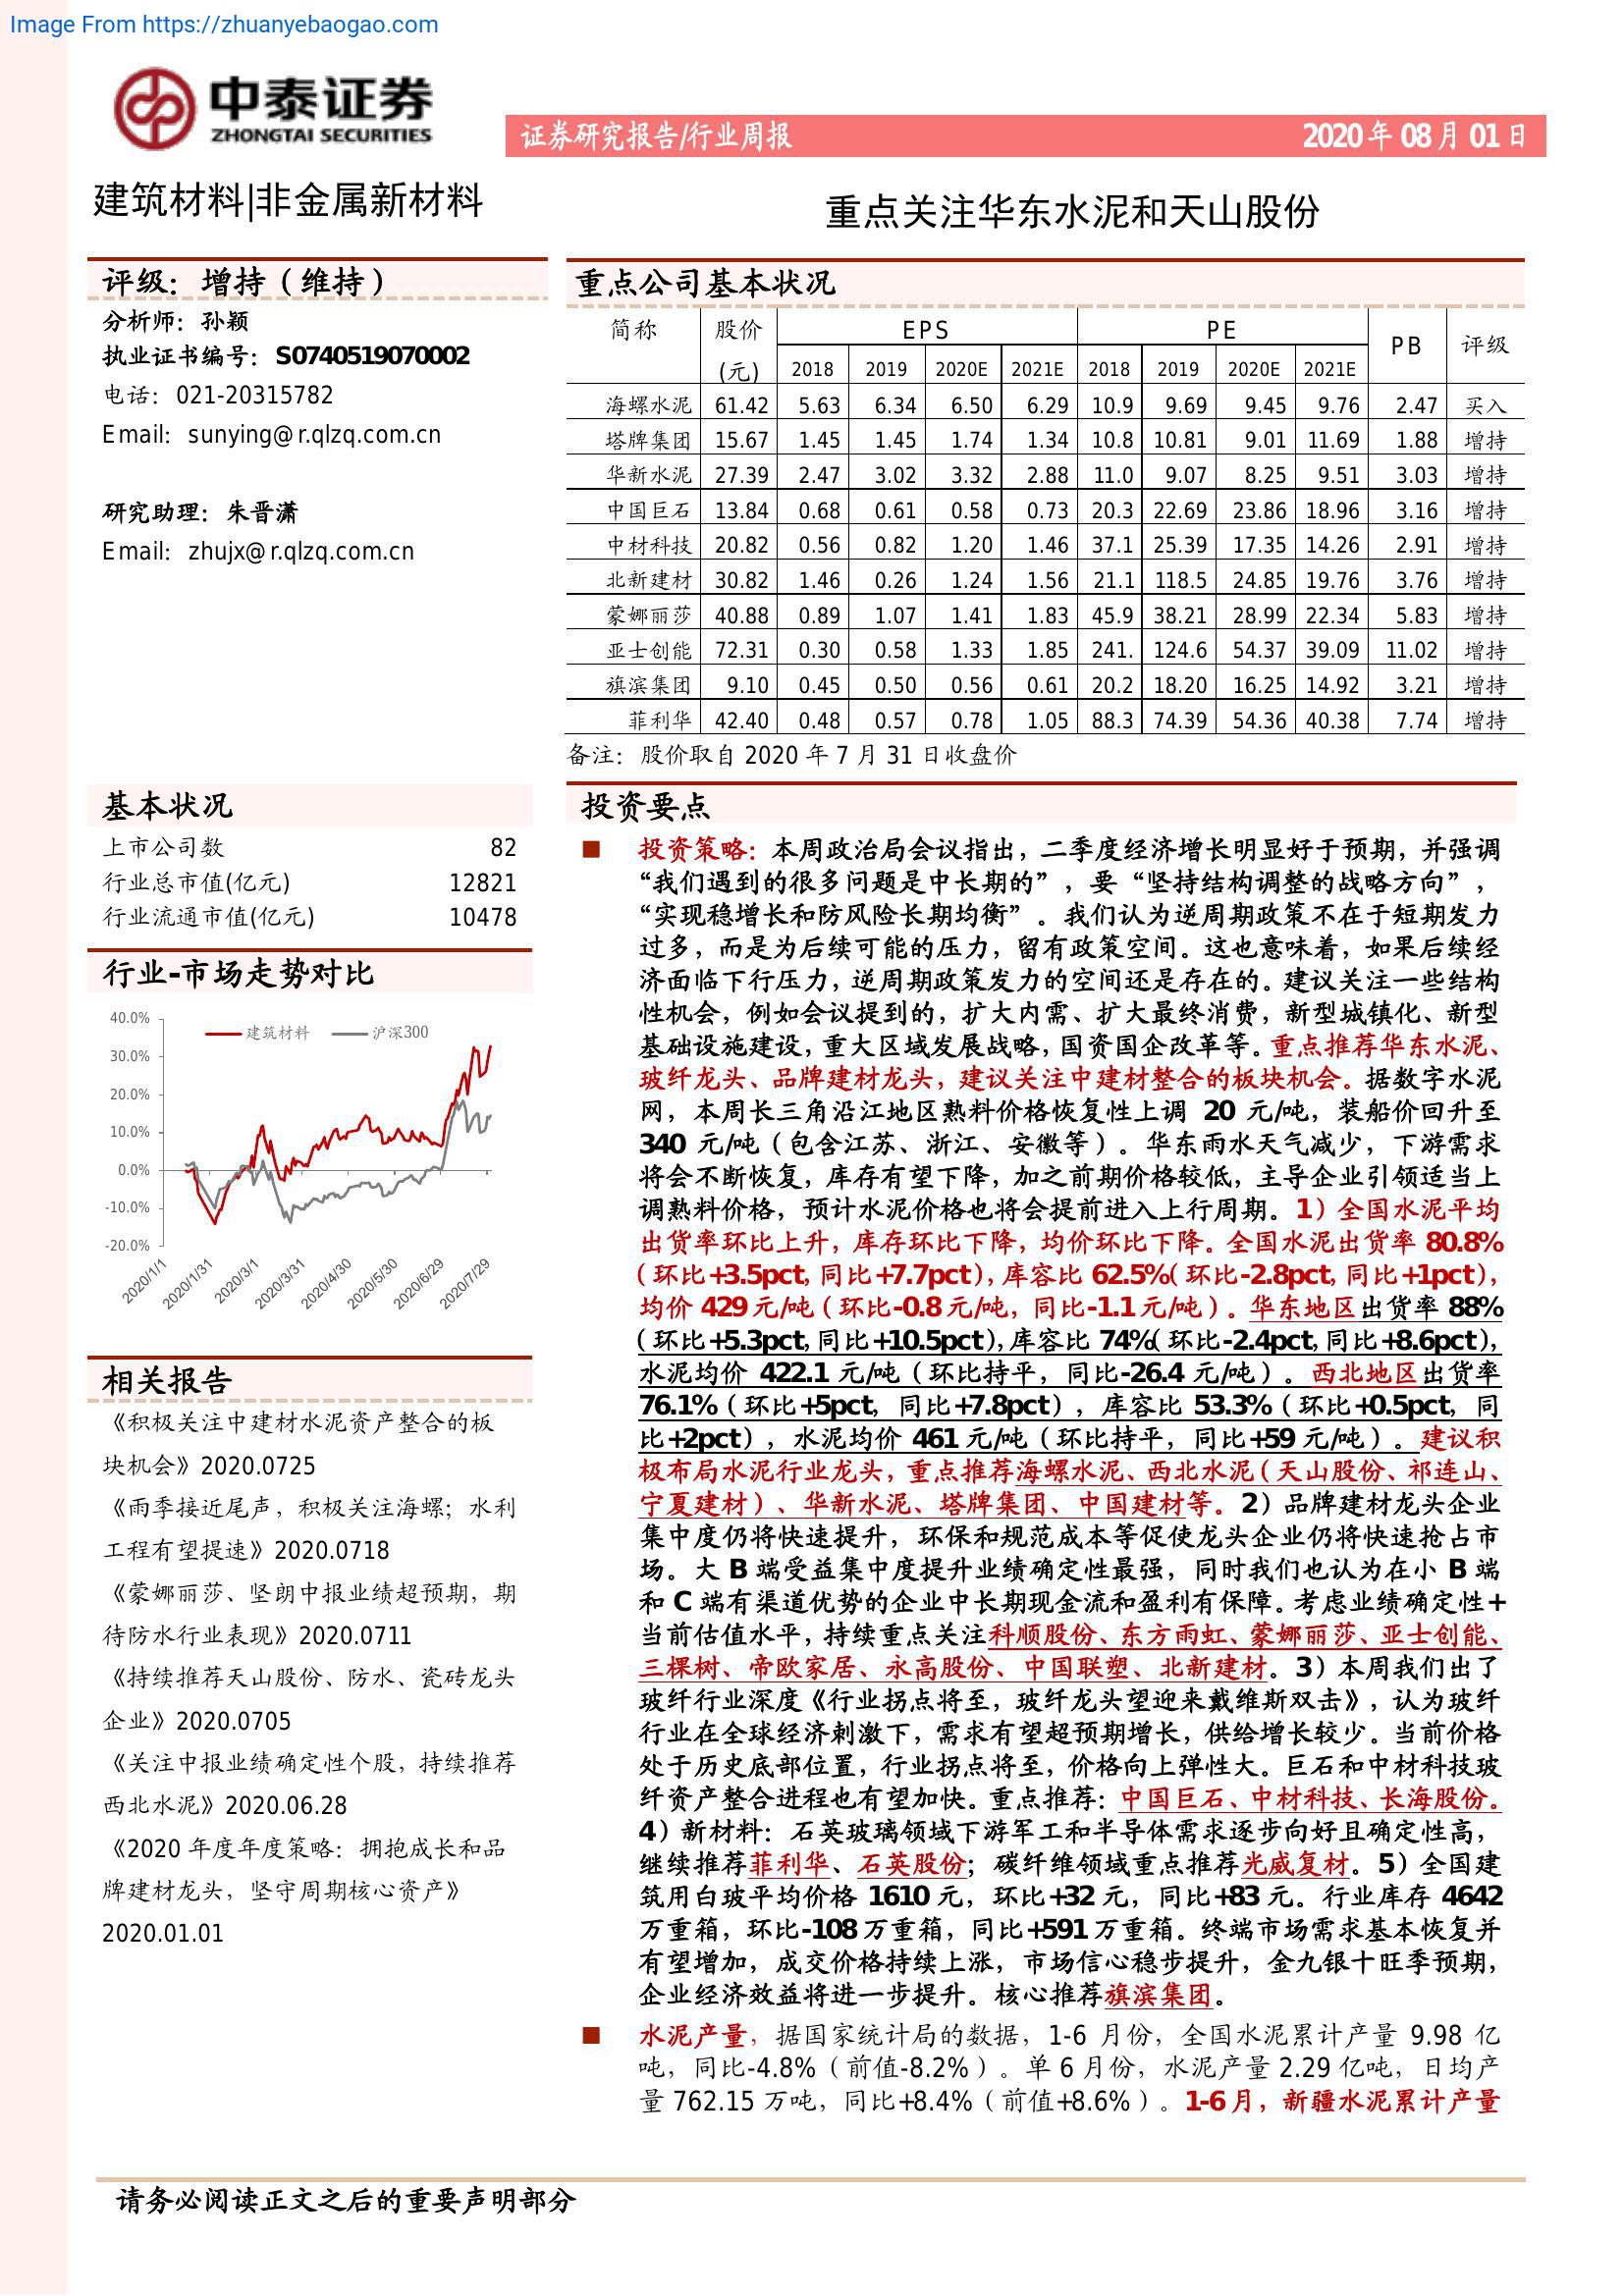 Image From https://zhuanyebaogao.com
中泰证券
ZHONGTAI SECURITIES
证券研究报告/行业周报 2020年08月01日
建筑材料|非金属新材料
重点关注华东水泥和天山股份
评级：增持（维持）
分析师：孙颖
执业证书编号：S0740519070002
电话：021-20315782
Email：sunying@r.qlzq.com.cn
研究助理：朱晋潇
Email：zhujx@r.qlzq.com.cn
重点公司基本状况
简称 股价 EPS PE PB 评级
(元) 2018 2019 2020E 2021E 2018 2019 2020E 2021E
海螺水泥 61.42 5.63 6.34 6.50 6.29 10.9 9.69 9.45 9.76 2.47 买入
塔牌集团 15.67 1.45 1.45 1.74 1.34 10.8 10.81 9.01 11.69 1.88 增持
华新水泥 27.39 2.47 3.02 3.32 2.88 11.0 9.07 8.25 9.51 3.03 增持
中国巨石 13.84 0.68 0.61 0.58 0.73 20.3 22.69 23.86 18.96 3.16 增持
中材科技 20.82 0.56 0.82 1.20 1.46 37.1 25.39 17.35 14.26 2.91 增持
北新建材 30.82 1.46 0.26 1.24 1.56 21.1 118.5 24.85 19.76 3.76 增持
蒙娜丽莎 40.88 0.89 1.07 1.41 1.83 45.9 38.21 28.99 22.34 5.83 增持
亚士创能 72.31 0.30 0.58 1.33 1.85 241. 124.6 54.37 39.09 11.02 增持
旗滨集团 9.10 0.45 0.50 0.56 0.61 20.2 18.20 16.25 14.92 3.21 增持
菲利华 42.40 0.48 0.57 0.78 1.05 88.3 74.39 54.36 40.38 7.74 增持
备注：股价取自 2020 年 7 月 31 日收盘价
基本状况
上市公司数 82
行业总市值(亿元) 12821
行业流通市值(亿元) 10478
行业-市场走势对比
建筑材料 沪深300
40.0%
30.0%
20.0%
10.0%
0.0%
-10.0%
-20.0%
2020/1/1 2020/1/31 2020/3/1 2020/3/31 2020/4/30 2020/5/30 2020/6/29 2020/7/29
相关报告
《积极关注中建材水泥资产整合的板
块机会》2020.0725
《雨季接近尾声，积极关注海螺；水利
工程有望提速》2020.0718
《蒙娜丽莎、坚朗中报业绩超预期，期
待防水行业表现》2020.0711
《持续推荐天山股份、防水、瓷砖龙头
企业》2020.0705
《关注中报业绩确定性个股，持续推荐
西北水泥》2020.06.28
《2020 年度年度策略：拥抱成长和品
牌建材龙头，坚守周期核心资产》
2020.01.01
投资要点
■ 投资策略：本周政治局会议指出，二季度经济增长明显好于预期，并强调
“我们遇到的很多问题是中长期的”，要“坚持结构调整的战略方向”，
“实现稳增长和防风险长期均衡”。我们认为逆周期政策不在于短期发力
过多，而是为后续可能的压力，留有政策空间。这也意味着，如果后续经
济面临下行压力，逆周期政策发力的空间还是存在的。建议关注一些结构
性机会，例如会议提到的，扩大内需、扩大最终消费，新型城镇化、新型
基础设施建设，重大区域发展战略，国资国企改革等。重点推荐华东水泥、
玻纤龙头、品牌建材龙头，建议关注中建材整合的板块机会。据数字水泥
网，本周长三角沿江地区熟料价格恢复性上调 20 元/吨，装船价回升至
340 元/吨（包含江苏、浙江、安徽等）。华东雨水天气减少，下游需求
将会不断恢复，库存有望下降，加之前期价格较低，主导企业引领适当上
调熟料价格，预计水泥价格也将会提前进入上行周期。1）全国水泥平均
出货率环比上升，库存环比下降，均价环比下降。全国水泥出货率 80.8%
（环比+3.5pct，同比+7.7pct），库容比 62.5%（环比-2.8pct，同比+1pct），
均价 429 元/吨（环比-0.8 元/吨，同比-1.1 元/吨）。华东地区出货率 88%
（环比+5.3pct，同比+10.5pct），库容比 74%（环比-2.4pct，同比+8.6pct），
水泥均价 422.1 元/吨（环比持平，同比-26.4 元/吨）。西北地区出货率
76.1%（环比+5pct，同比+7.8pct），库容比 53.3%（环比+0.5pct，同
比+2pct），水泥均价 461 元/吨（环比持平，同比+59 元/吨）。建议积
极布局水泥行业龙头，重点推荐海螺水泥、西北水泥（天山股份、祁连山、
宁夏建材）、华新水泥、塔牌集团、中国建材等。2）品牌建材龙头企业
集中度仍将快速提升，环保和规范成本等促使龙头企业仍将快速抢占市
场。大 B 端受益集中度提升业绩确定性最强，同时我们也认为在小 B 端
和 C 端有渠道优势的企业中长期现金流和盈利有保障。考虑业绩确定性+
当前估值水平，持续重点关注科顺股份、东方雨虹、蒙娜丽莎、亚士创能、
三棵树、帝欧家居、永高股份、中国联塑、北新建材。3）本周我们出了
玻纤行业深度《行业拐点将至，玻纤龙头望迎来戴维斯双击》，认为玻纤
行业在全球经济刺激下，需求有望超预期增长，供给增长较少。当前价格
处于历史底部位置，行业拐点将至，价格向上弹性大。巨石和中材科技玻
纤资产整合进程也有望加快。重点推荐：中国巨石、中材科技、长海股份。
4）新材料：石英玻璃领域下游军工和半导体需求逐步向好且确定性高，
继续推荐菲利华、石英股份；碳纤维领域重点推荐光威复材。5）全国建
筑用白玻平均价格 1610 元，环比+32 元，同比+83 元。行业库存 4642
万重箱，环比-108 万重箱，同比+591 万重箱。终端市场需求基本恢复并
有望增加，成交价格持续上涨，市场信心稳步提升，金九银十旺季预期，
企业经济效益将进一步提升。核心推荐旗滨集团。
■ 水泥产量，据国家统计局的数据，1-6 月份，全国水泥累计产量 9.98 亿
吨，同比-4.8%（前值-8.2%）。单 6 月份，水泥产量 2.29 亿吨，日均产
量 762.15 万吨，同比+8.4%（前值+8.6%）。1-6 月，新疆水泥累计产量
请务必阅读正文之后的重要声明部分